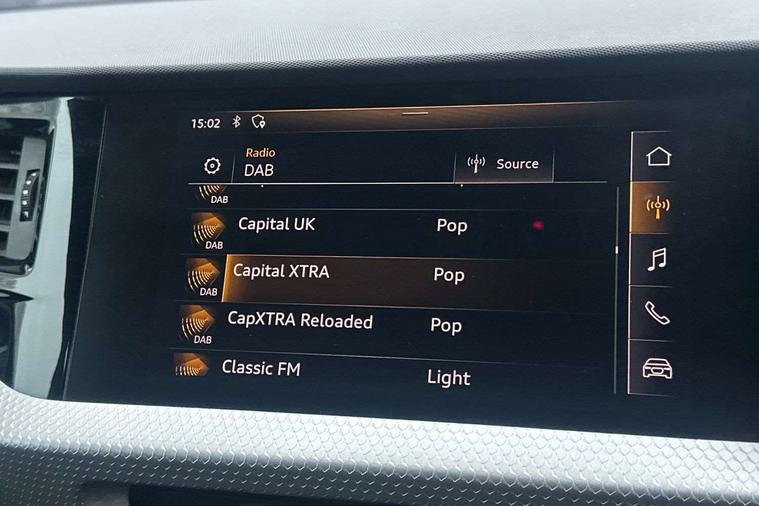 15:02
Radio
DAB
Source
DAB
Capital UK Pop
DAB
Capital XTRA Pop
DAB
CapXTRA Reloaded Pop
DAB
Classic FM Light